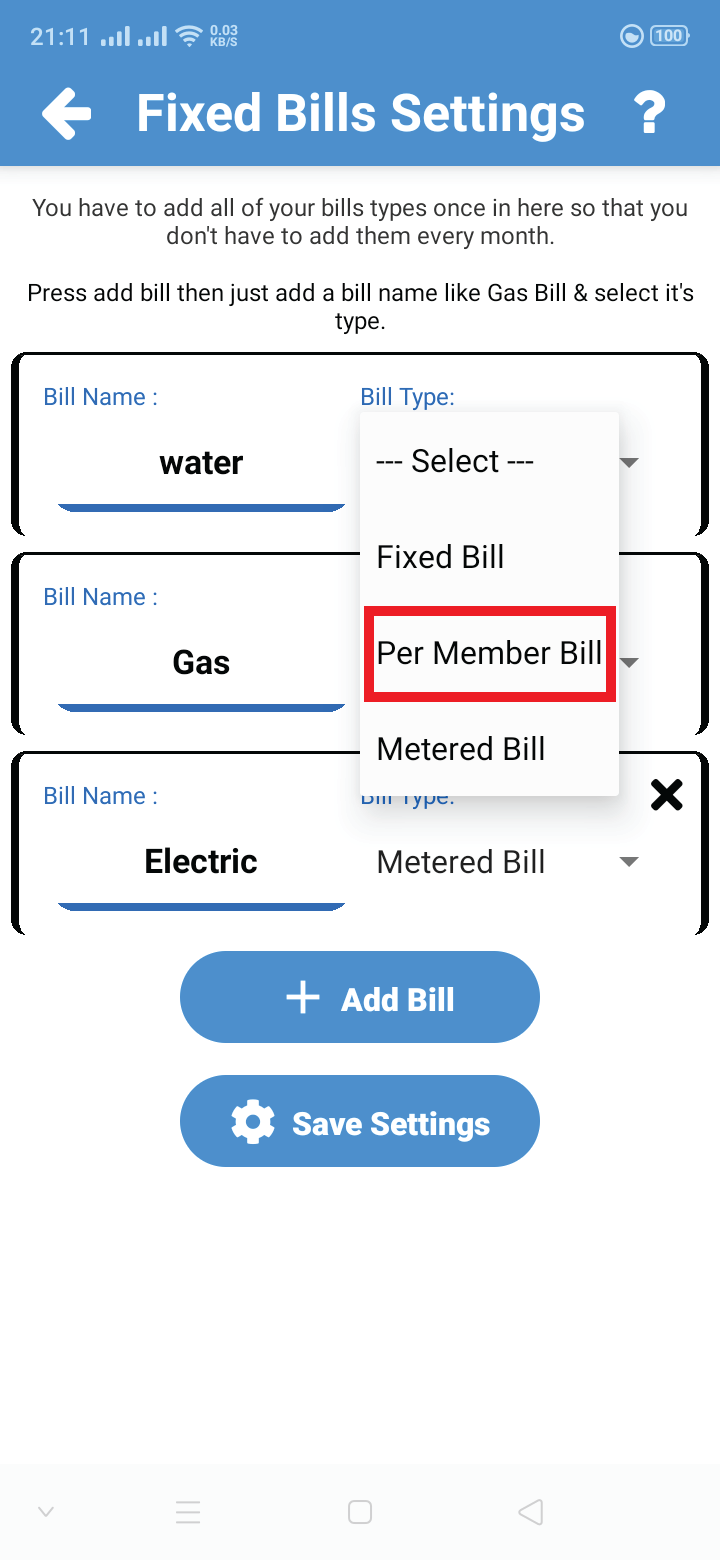 21:11 0.03 KB/S 100
Fixed Bills Settings ?
You have to add all of your bills types once in here so that you
don't have to add them every month.
Press add bill then just add a bill name like Gas Bill & select it's
type.
Bill Name : Bill Type:
water
--- Select ---
Fixed Bill
Bill Name :
Gas
Per Member Bill
Metered Bill
Bill Name : Bill Type:
Electric Metered Bill
Add Bill
Save Settings